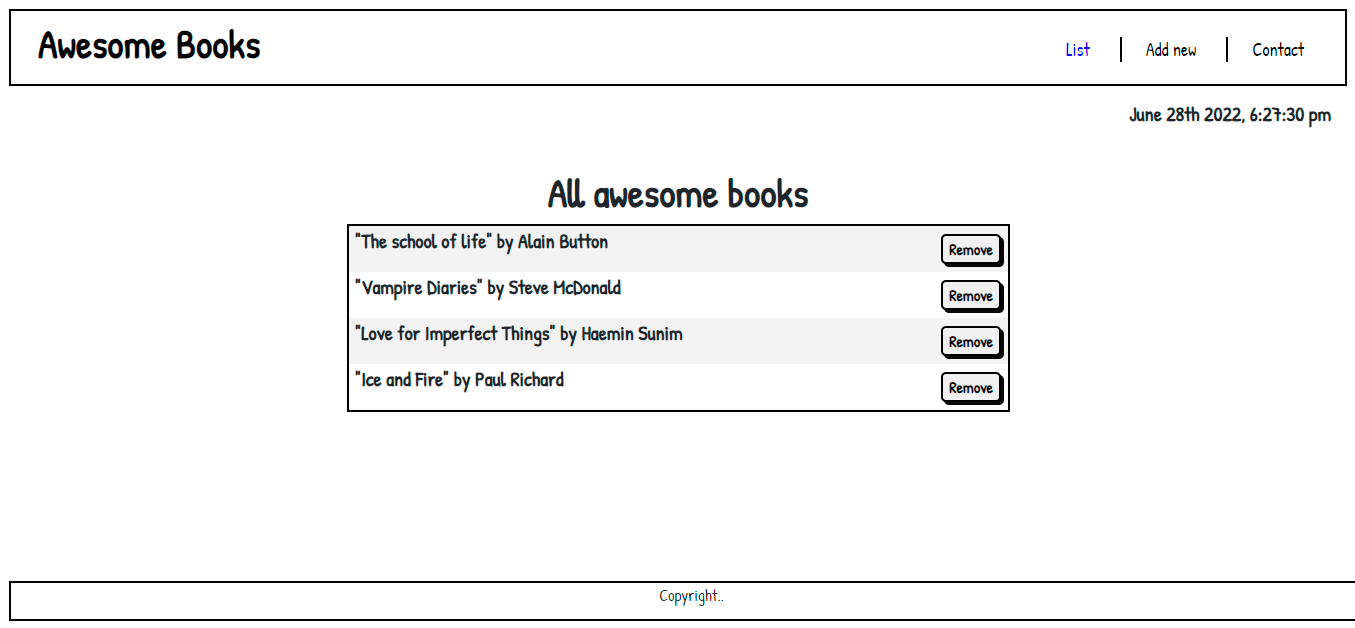 Awesome Books
List
Add new
Contact
June 28th 2022, 6:27:30 pm
All awesome books
"The school of life" by Alain Button
Remove
"Vampire Diaries" by Steve McDonald
Remove
"Love for Imperfect Things" by Haemin Sunim
Remove
"Ice and Fire" by Paul Richard
Remove
Copyright..